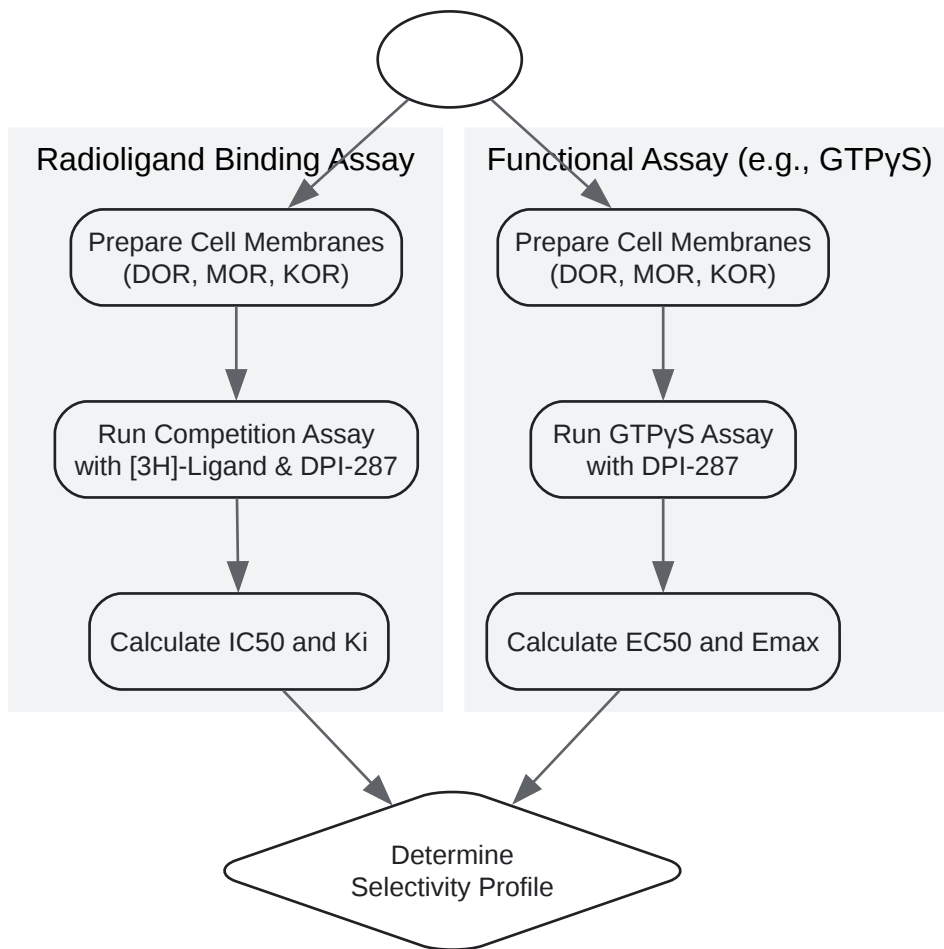 Radioligand Binding Assay
Prepare Cell Membranes
(DOR, MOR, KOR)
Run Competition Assay
with [3H]-Ligand & DPI-287
Calculate IC50 and Ki
Functional Assay (e.g., GTPγS)
Prepare Cell Membranes
(DOR, MOR, KOR)
Run GTPγS Assay
with DPI-287
Calculate EC50 and Emax
Determine
Selectivity Profile